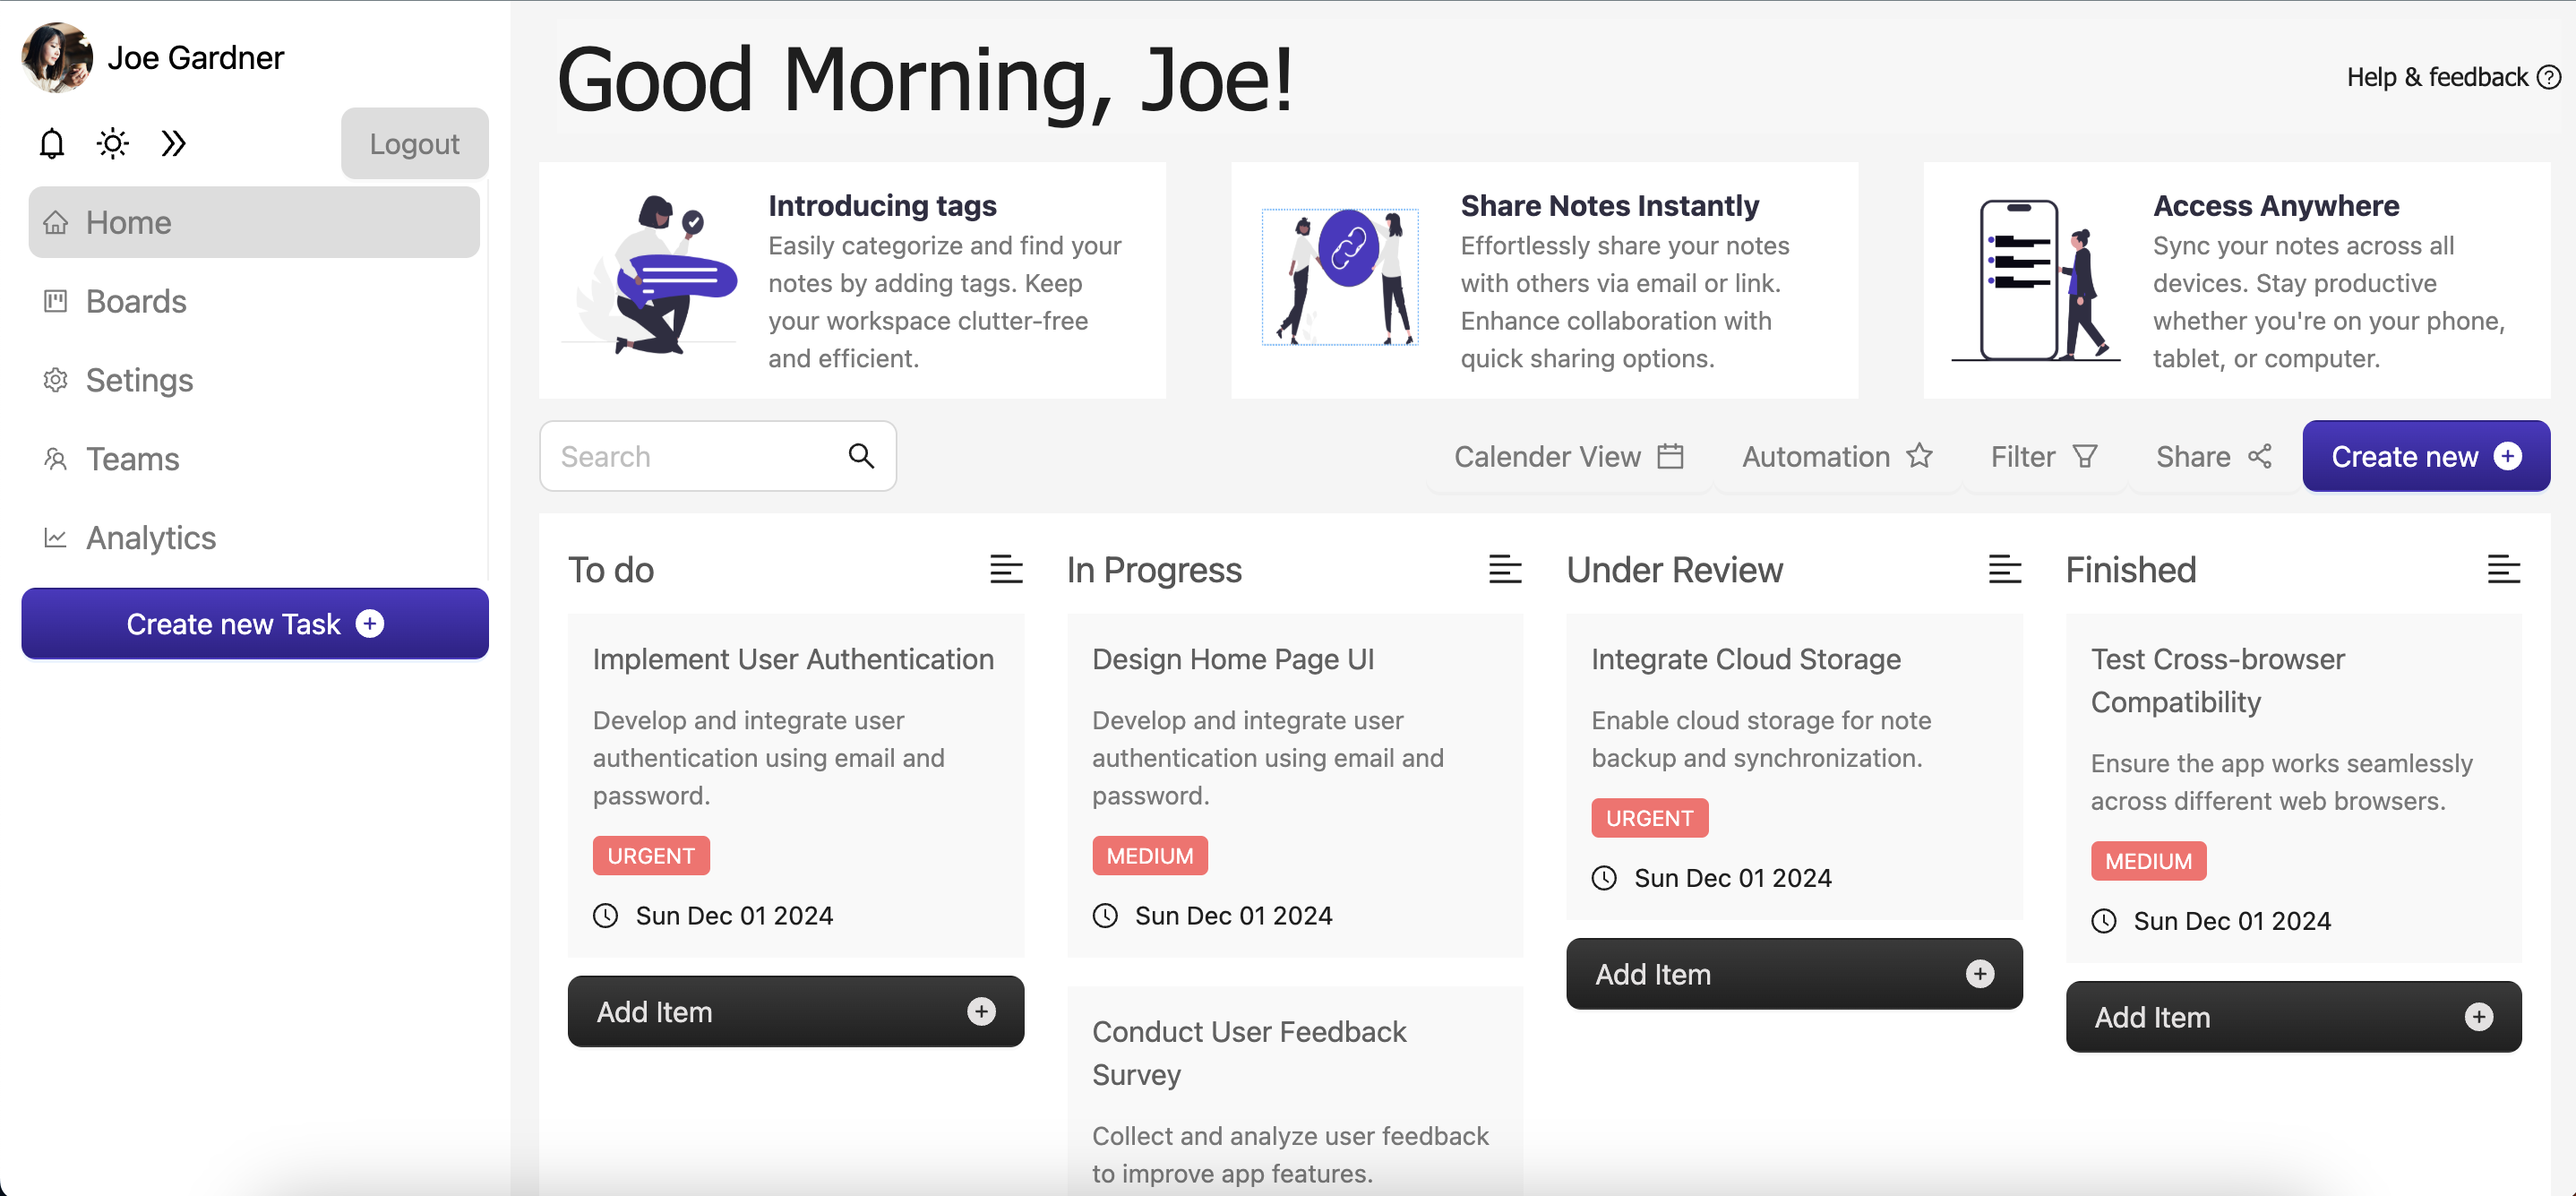 Joe Gardner
Logout
Home
Boards
Setings
Teams
Analytics
Create new Task
Good Morning, Joe!
Help & feedback
Introducing tags
Easily categorize and find your
notes by adding tags. Keep
your workspace clutter-free
and efficient.
Share Notes Instantly
Effortlessly share your notes
with others via email or link.
Enhance collaboration with
quick sharing options.
Access Anywhere
Sync your notes across all
devices. Stay productive
whether you're on your phone,
tablet, or computer.
Search
Calender View
Automation
Filter
Share
Create new
To do
Implement User Authentication
Develop and integrate user
authentication using email and
password.
URGENT
Sun Dec 01 2024
Add Item
In Progress
Design Home Page UI
Develop and integrate user
authentication using email and
password.
MEDIUM
Sun Dec 01 2024
Conduct User Feedback
Survey
Collect and analyze user feedback
to improve app features.
Under Review
Integrate Cloud Storage
Enable cloud storage for note
backup and synchronization.
URGENT
Sun Dec 01 2024
Add Item
Finished
Test Cross-browser
Compatibility
Ensure the app works seamlessly
across different web browsers.
MEDIUM
Sun Dec 01 2024
Add Item